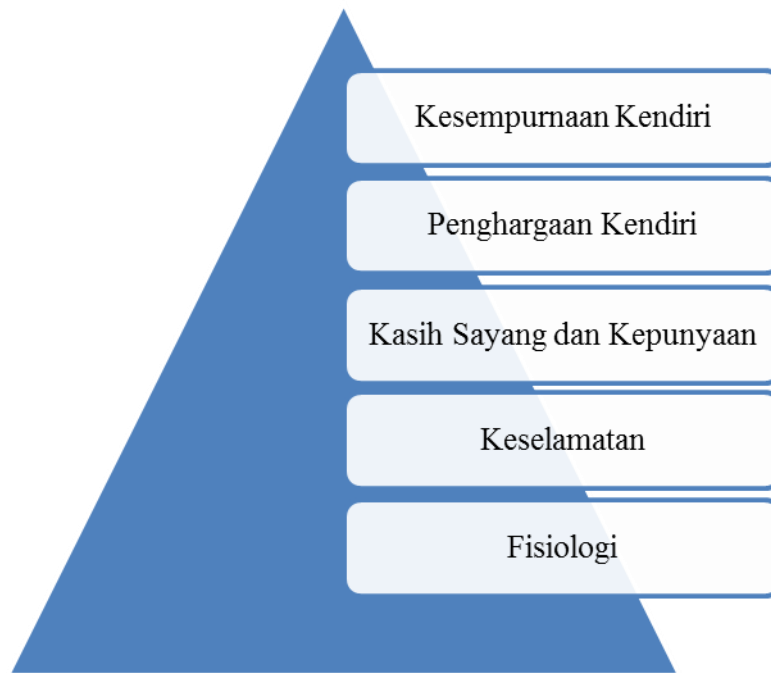 Kesempurnaan Kendiri
Penghargaan Kendiri
Kasih Sayang dan Kepunyaan
Keselamatan
Fisiologi